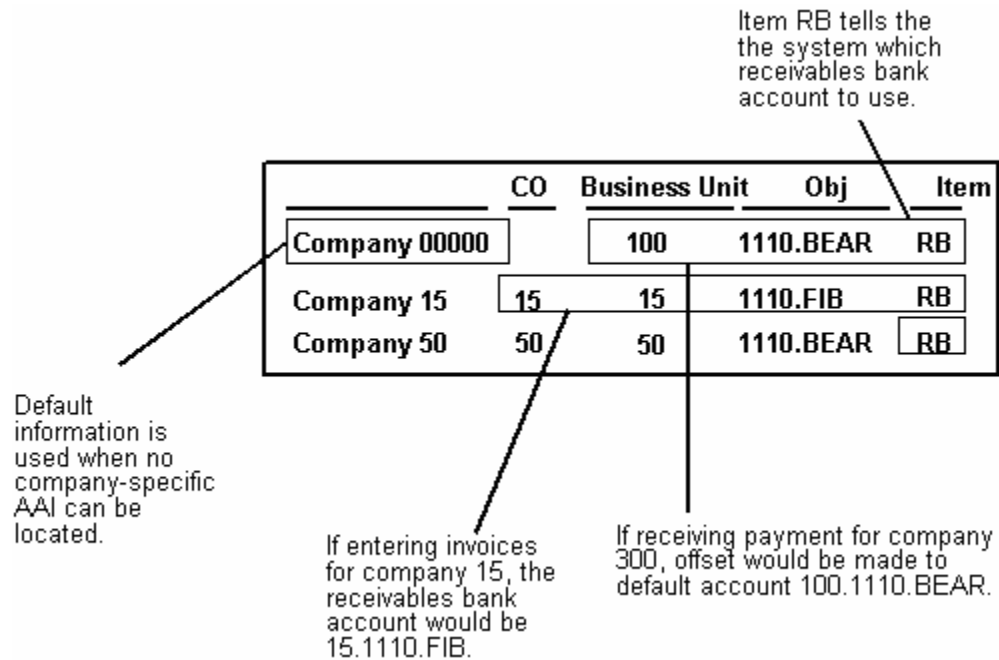 Item RB tells the
the system which
receivables bank
account to use.
CO Business Unit Obj Item
Company 00000 100 1110.BEAR RB
Company 15 15 15 1110.FIB RB
Company 50 50 50 1110.BEAR RB
Default
information is
used when no
company-specific
AAI can be
located.
If entering invoices
for company 15, the
receivables bank
account would be
15.1110.FIB.
If receiving payment for company
300, offset would be made to
default account 100.1110.BEAR.